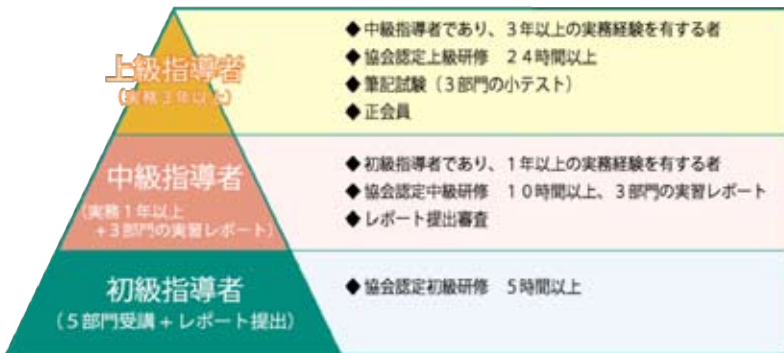 上級指導者
(実務3年以上)
◆中級指導者であり、3年以上の実務経験を有する者
◆協会認定上級研修　24時間以上
◆筆記試験(3部門の小テスト)
◆正会員
中級指導者
(実務1年以上
+3部門の実習レポート)
◆初級指導者であり、1年以上の実務経験を有する者
◆協会認定中級研修　10時間以上、3部門の実習レポート
◆レポート提出審査
初級指導者
(5部門受講+レポート提出)
◆協会認定初級研修　5時間以上